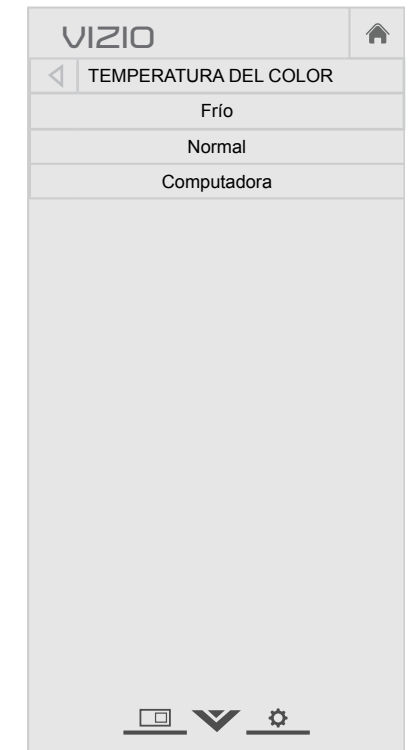 VIZIO
TEMPERATURA DEL COLOR
Frío
Normal
Computadora